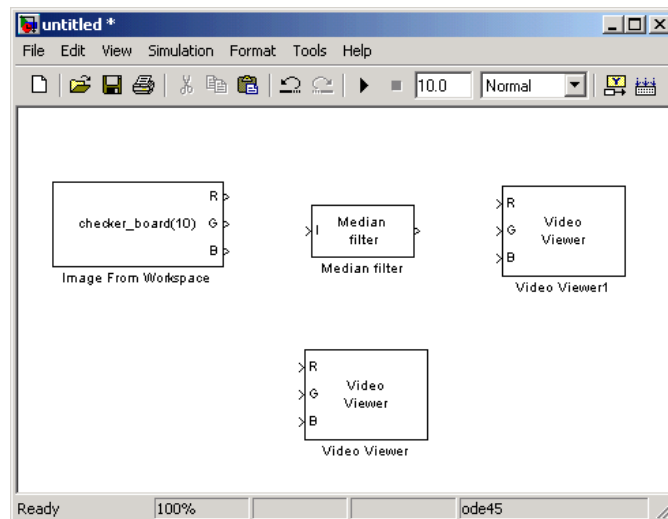 untitled *
File Edit View Simulation Format Tools Help
10.0 Normal
R
checker_board(10) G
B
Image From Workspace
I Median
filter
Median filter
R
G Video
Viewer
B
Video Viewer1
R
G Video
Viewer
B
Video Viewer
Ready 100% ode45